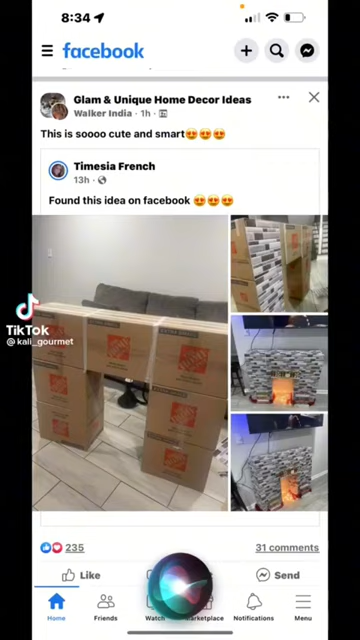 8:34
facebook
Glam & Unique Home Decor Ideas
Walker India · 1h ·
This is soooo cute and smart😍😍😍
Timesia French
13h ·
Found this idea on facebook 😍😍😍
TikTok
@ kali_gourmet
235
31 comments
Like
Send
Home
Friends
Watch
Marketplace
Notifications
Menu